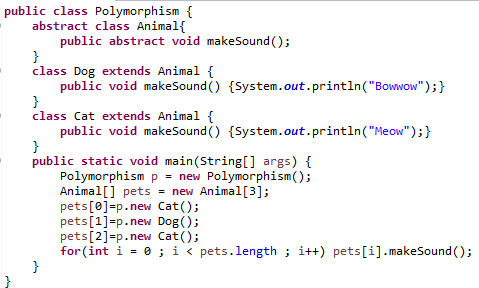 public class Polymorphism {
    abstract class Animal{
        public abstract void makeSound();
    }
    class Dog extends Animal {
        public void makeSound() {System.out.println("Bowwow");}
    }
    class Cat extends Animal {
        public void makeSound() {System.out.println("Meow");}
    }
    public static void main(String[] args) {
        Polymorphism p = new Polymorphism();
        Animal[] pets = new Animal[3];
        pets[0]=p.new Cat();
        pets[1]=p.new Dog();
        pets[2]=p.new Cat();
        for(int i = 0 ; i < pets.length ; i++) pets[i].makeSound();
    }
}